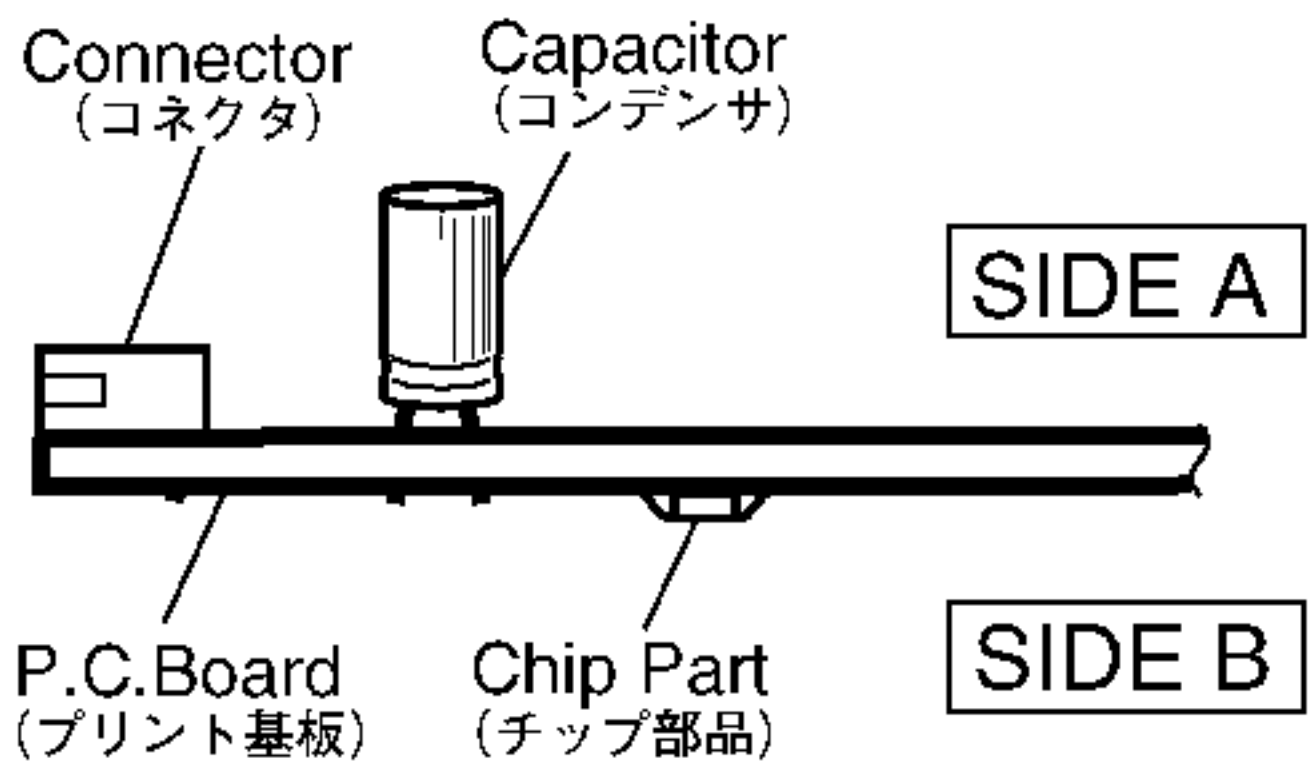 Connector
(コネクタ)
Capacitor
(コンデンサ)
SIDE A
P.C.Board
(プリント基板)
Chip Part
(チップ部品)
SIDE B